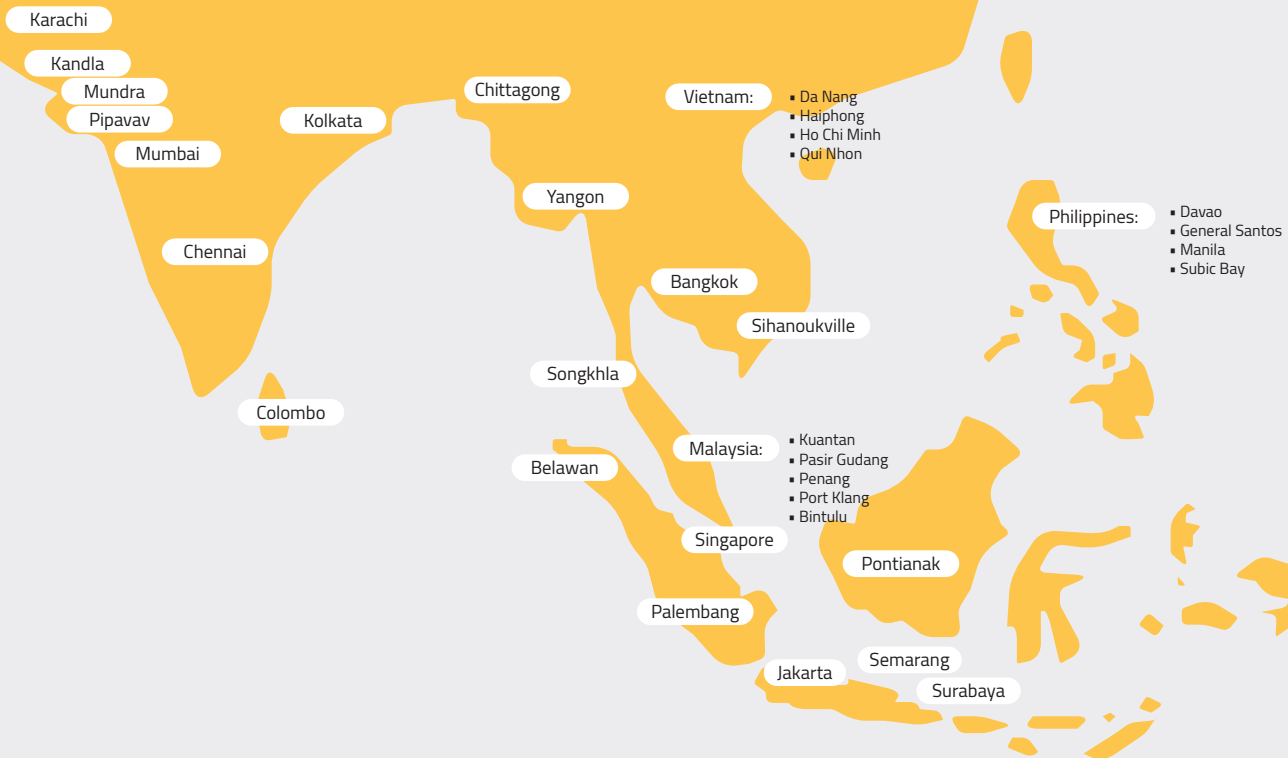 Karachi
Kandla
Mundra
Pipavav
Mumbai
Kolkata
Chennai
Colombo
Chittagong
Yangon
Vietnam:
▪ Da Nang
▪ Haiphong
▪ Ho Chi Minh
▪ Qui Nhon
Philippines:
▪ Davao
▪ General Santos
▪ Manila
▪ Subic Bay
Bangkok
Sihanoukville
Songkhla
Malaysia:
▪ Kuantan
▪ Pasir Gudang
▪ Penang
▪ Port Klang
▪ Bintulu
Belawan
Singapore
Pontianak
Palembang
Jakarta
Semarang
Surabaya